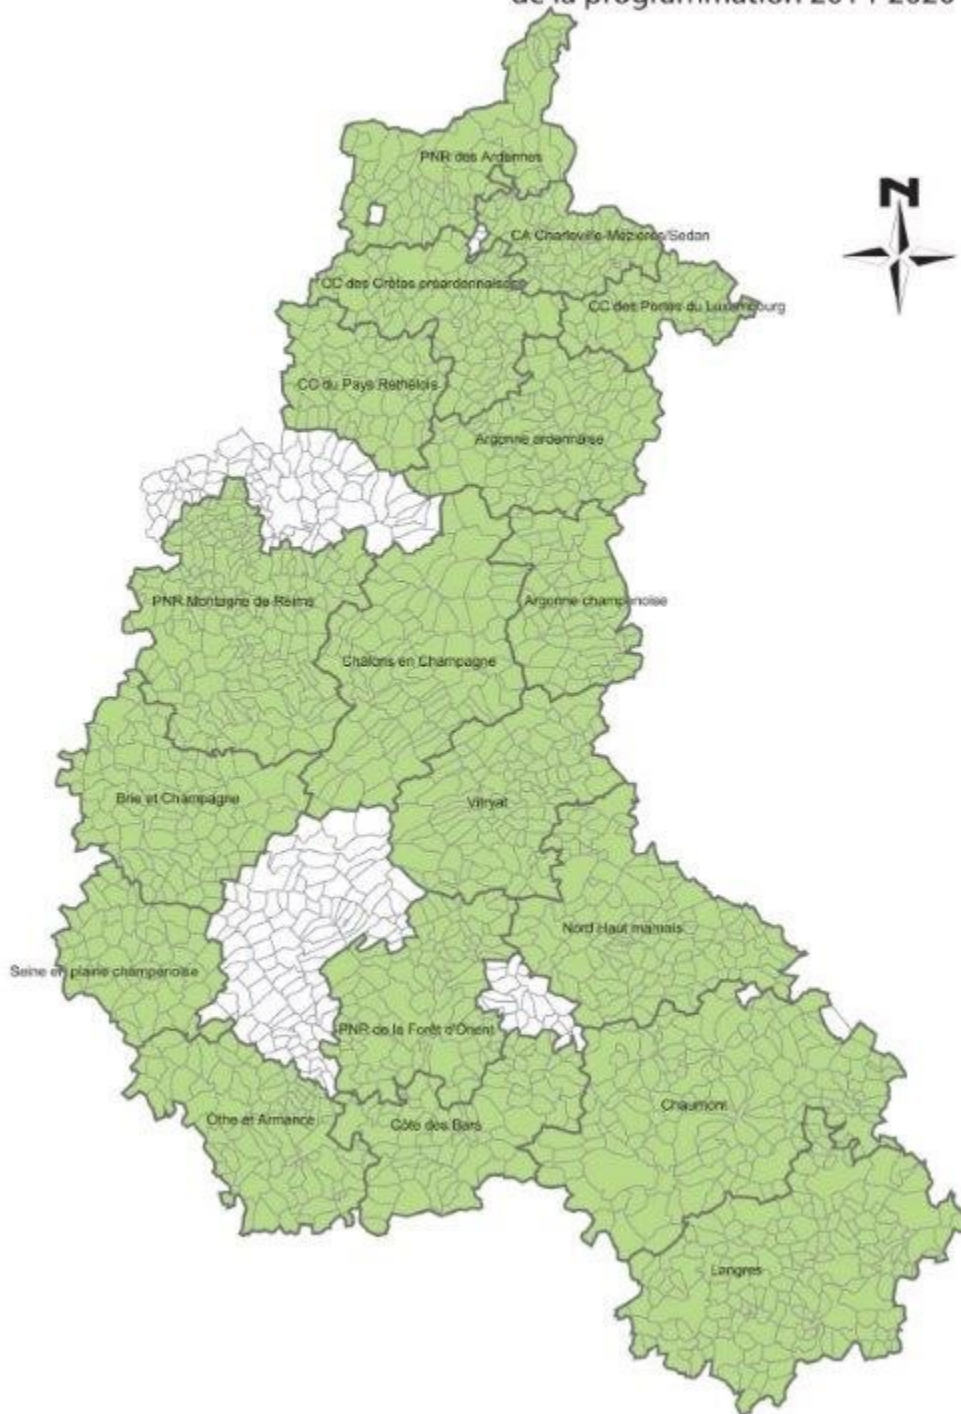 de la programmation 2014-2020
PNR des Ardennes
N
CA Charleville-Mézières/Sedan
CC des Crêtes préardennaises
CC des Portes du Luxembourg
CC du Pays Rethélois
Argonne ardennaise
PNR Montagne de Reims
Argonne champenoise
Châlons en Champagne
Brie et Champagne
Vitryat
Nord Haut marnais
Seine en plaine champenoise
PNR de la Forêt d'Orient
Chaumont
Othe et Armance
Côte des Bars
Langres